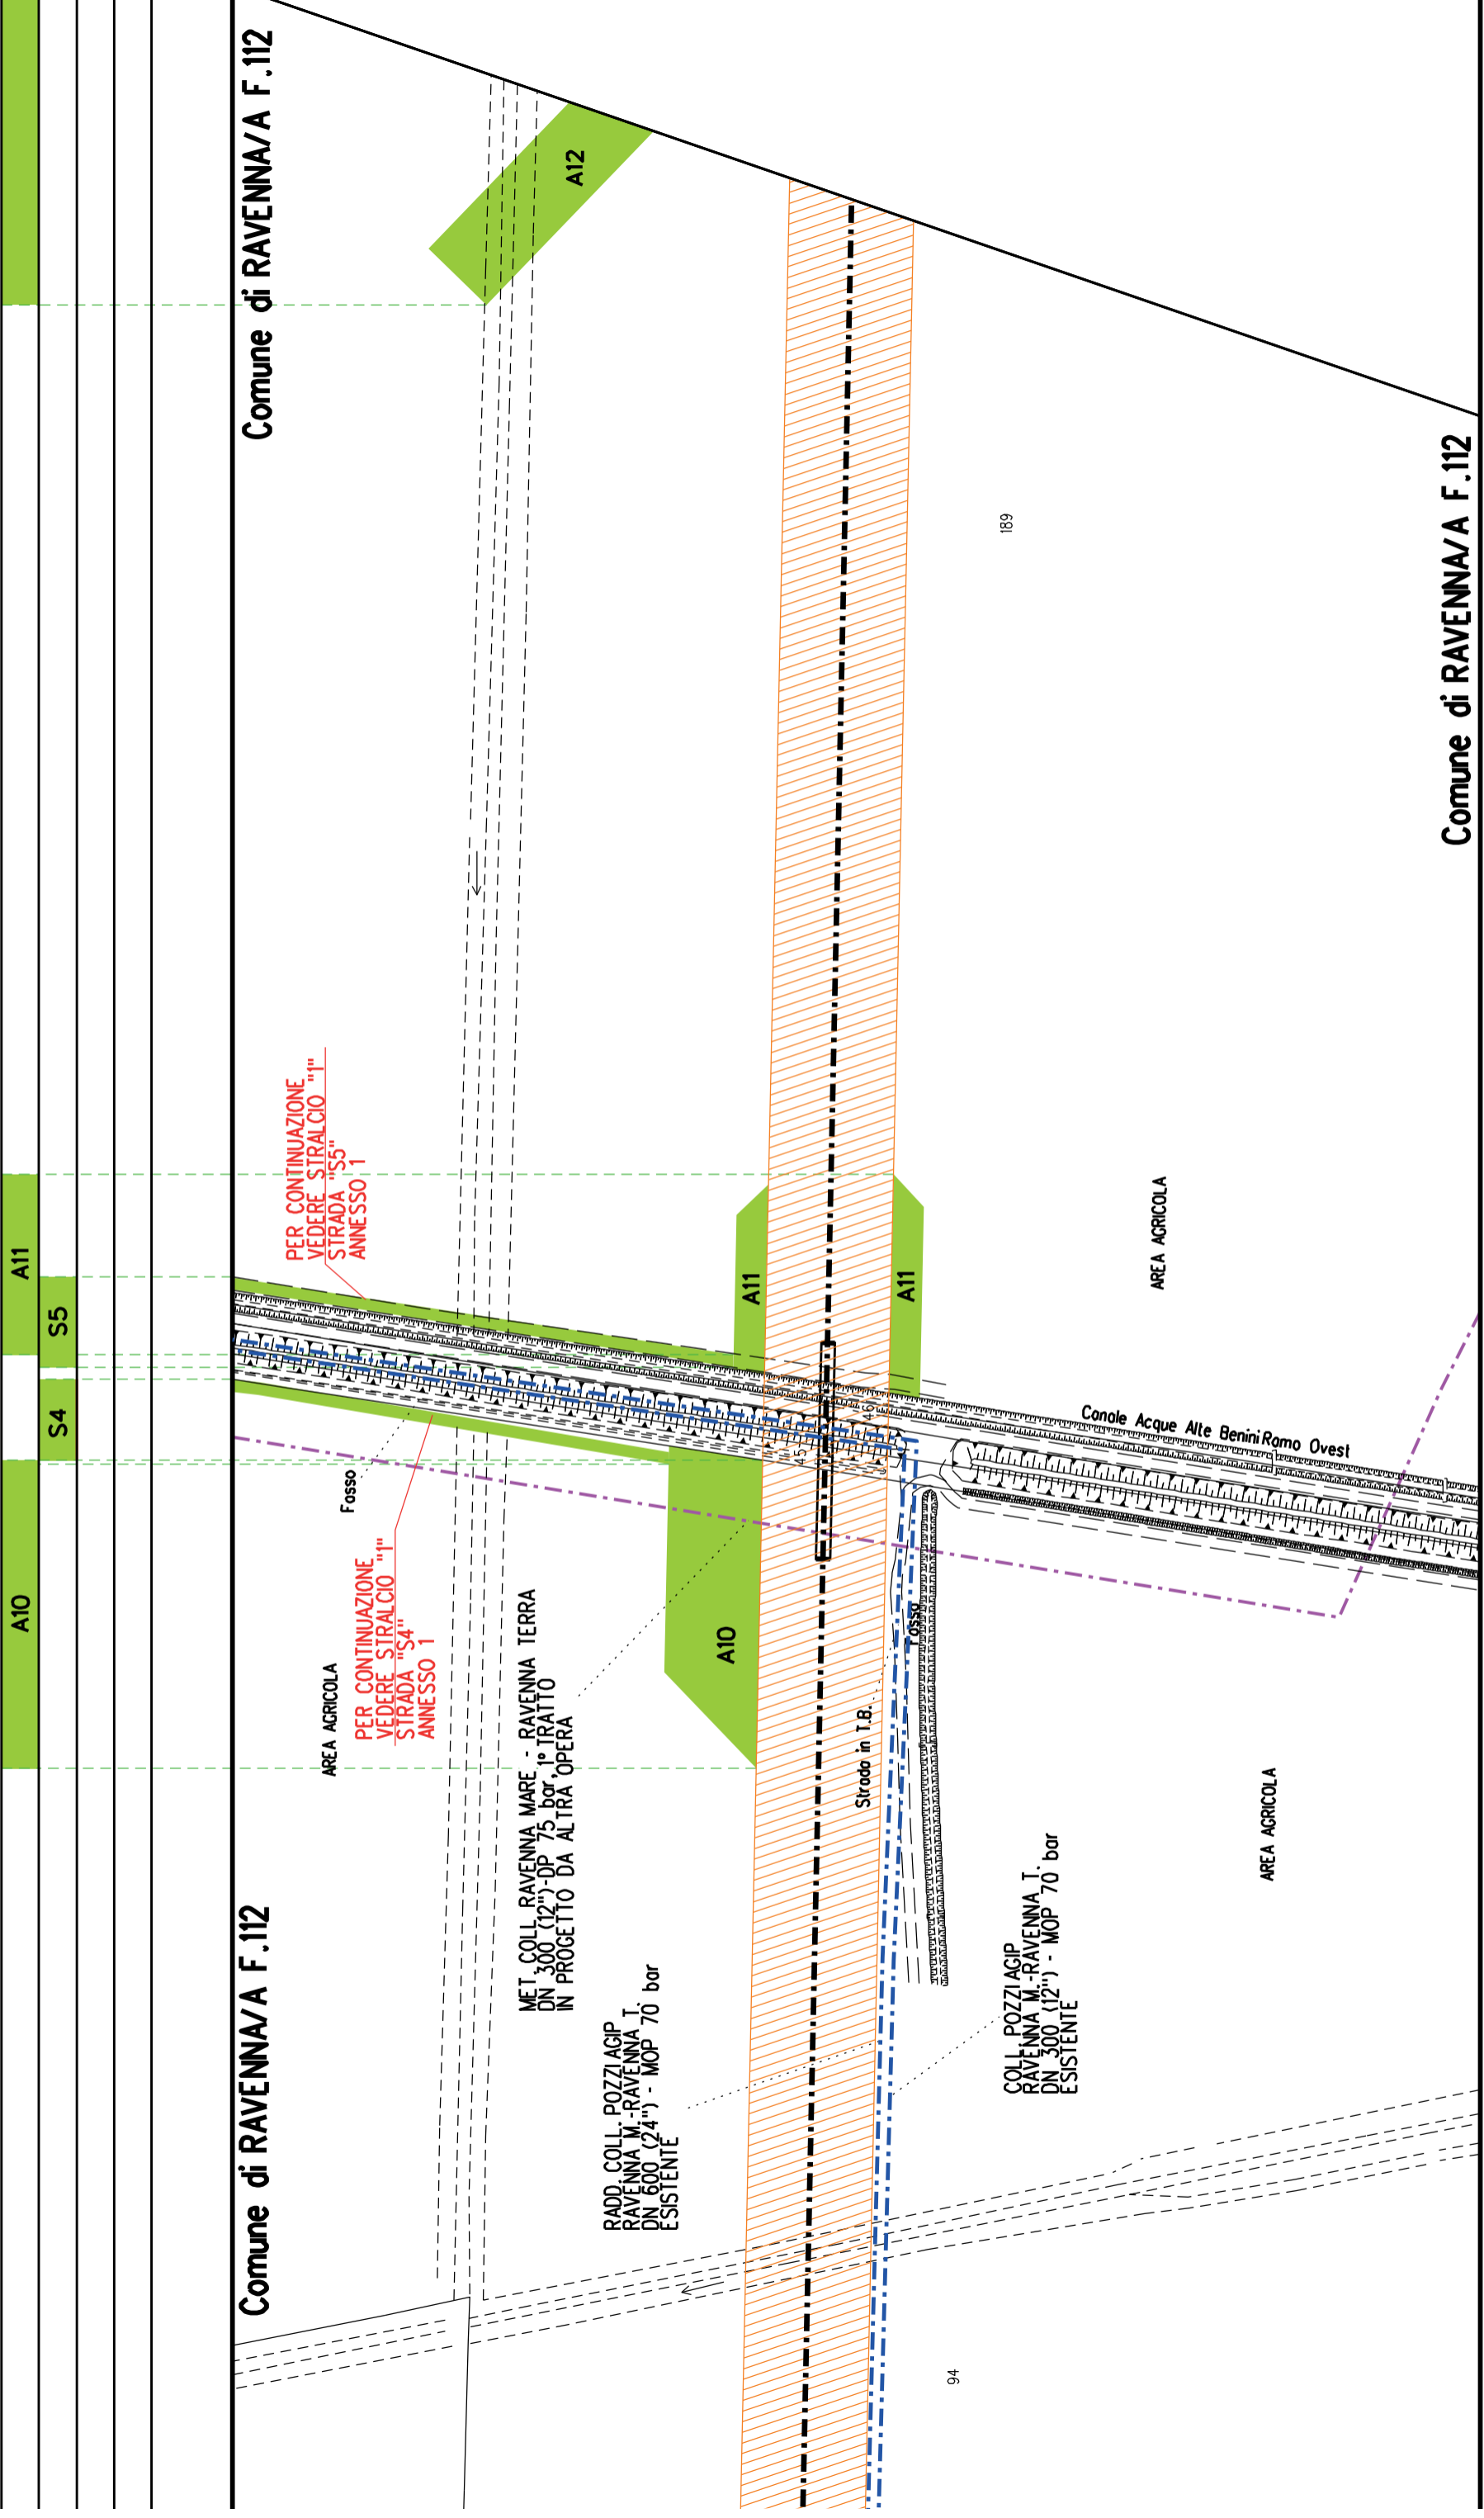 A10
S4
S5
A11
Comune di RAVENNA/A F.112
Comune di RAVENNA/A F.112
AREA AGRICOLA
Fosso
PER CONTINUAZIONE
VEDERE STRALCIO "1"
STRADA "S5"
ANNESSO 1
PER CONTINUAZIONE
VEDERE STRALCIO "1"
STRADA "S4"
ANNESSO 1
A12
MET. COLL. RAVENNA MARE - RAVENNA TERRA
DN 300 (12")-DP 75 bar, 1° TRATTO
IN PROGETTO DA ALTRA OPERA
RADD. COLL. POZZI AGIP
RAVENNA M.-RAVENNA T.
DN 600 (24") - MOP 70 bar
ESISTENTE
A10
A11
45
46
Strada in T.B.
A11
Fosso
94
COLL. POZZI AGIP
RAVENNA M.-RAVENNA T.
DN 300 (12") - MOP 70 bar
ESISTENTE
189
Canale Acque Alte Benini Ramo Ovest
AREA AGRICOLA
AREA AGRICOLA
Comune di RAVENNA/A F.112